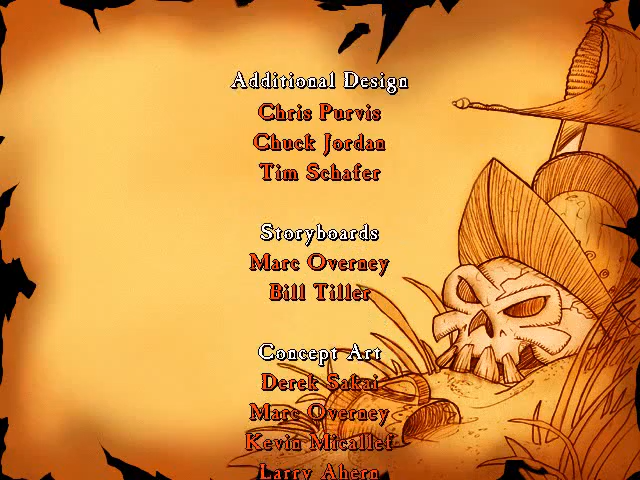 Additional Design
Chris Purvis
Chuck Jordan
Tim Schafer
Storyboards
Marc Overney
Bill Tiller
Concept Art
Derek Sakai
Marc Overney
Kevin Micallef
Larry Ahern